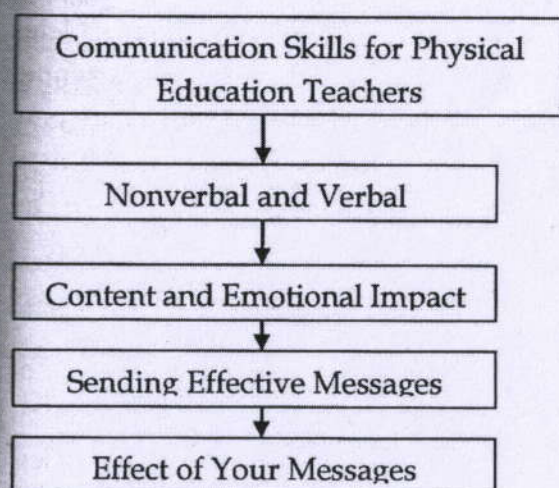 Communication Skills for Physical
Education Teachers
Nonverbal and Verbal
Content and Emotional Impact
Sending Effective Messages
Effect of Your Messages